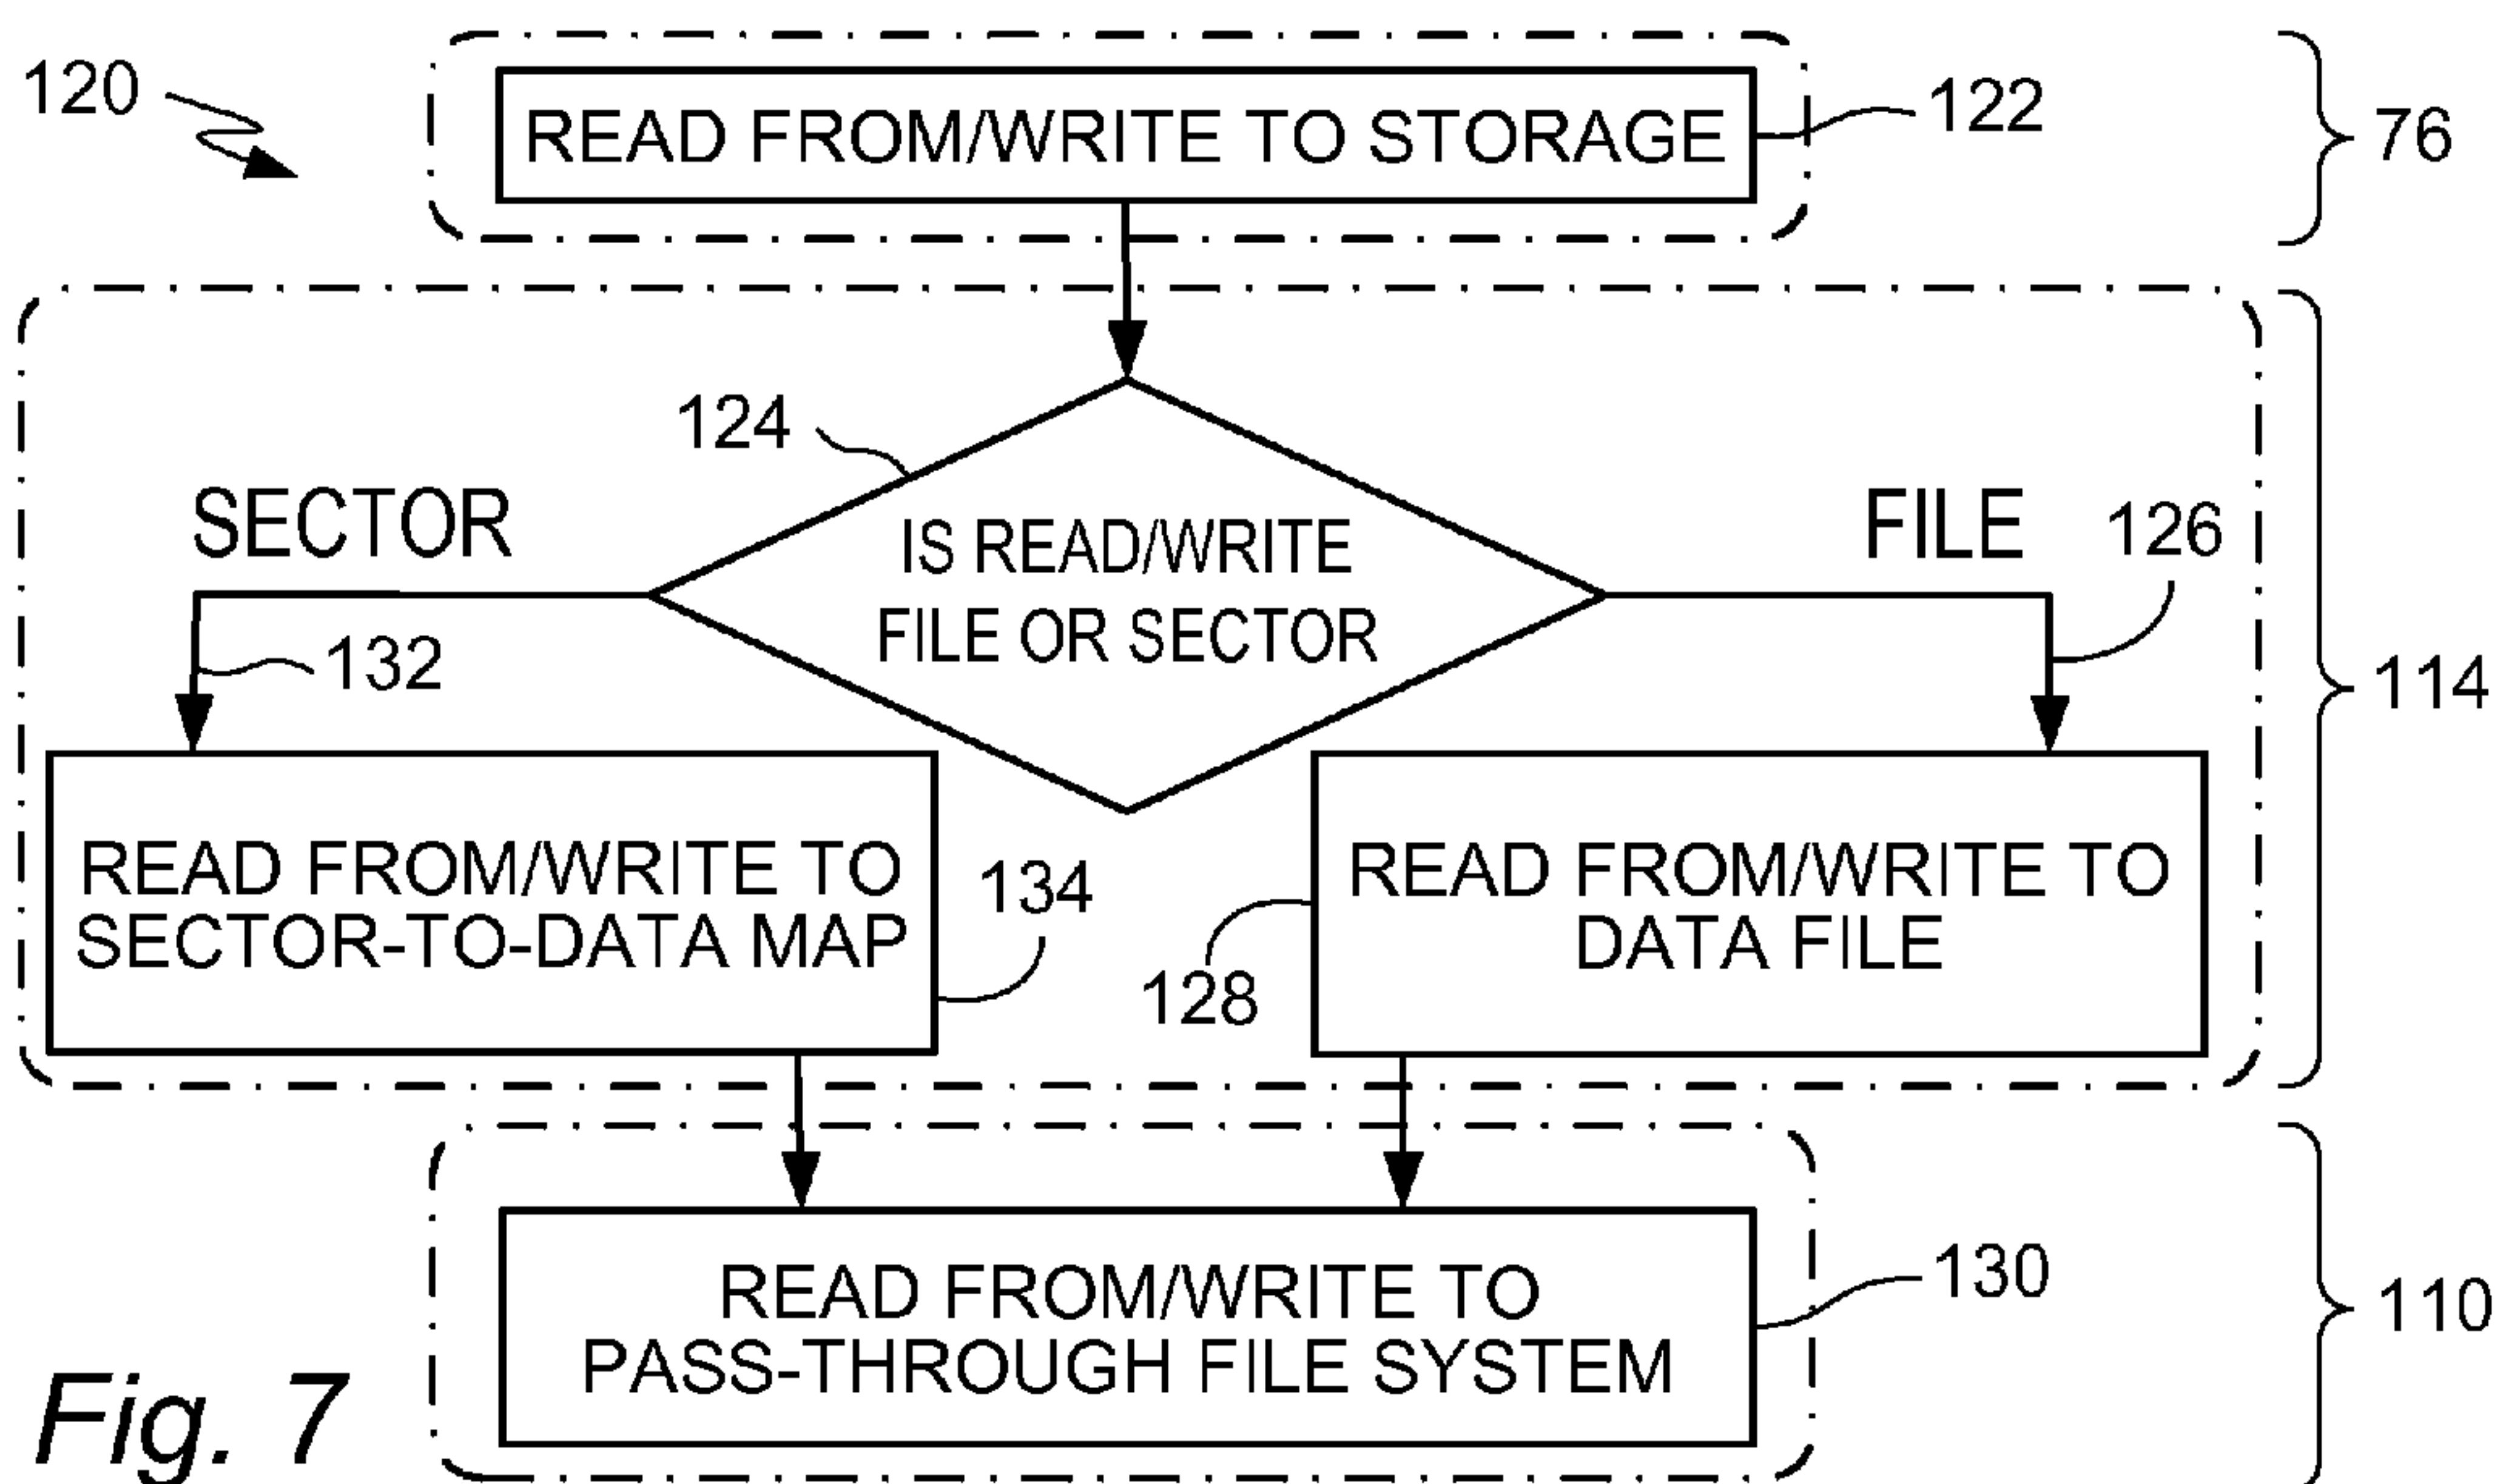 120
READ FROM/WRITE TO STORAGE
122
76
124
SECTOR
IS READ/WRITE
FILE OR SECTOR
FILE
126
132
114
READ FROM/WRITE TO
SECTOR-TO-DATA MAP
134
128
READ FROM/WRITE TO
DATA FILE
READ FROM/WRITE TO
PASS-THROUGH FILE SYSTEM
130
110
Fig. 7